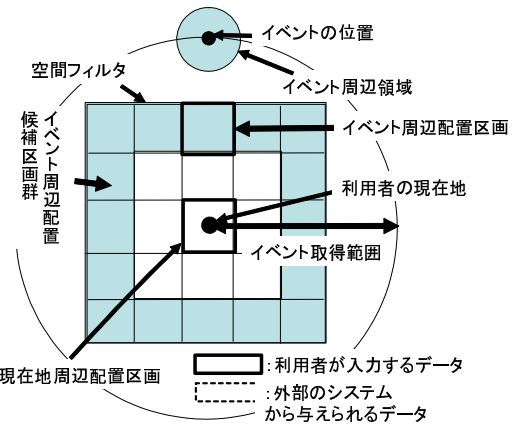 イベントの位置
空間フィルタ
イベント周辺領域
イベント周辺配置区画
イベント周辺配置
候補区画群
利用者の現在地
イベント取得範囲
現在地周辺配置区画
:利用者が入力するデータ
:外部のシステム
から与えられるデータ